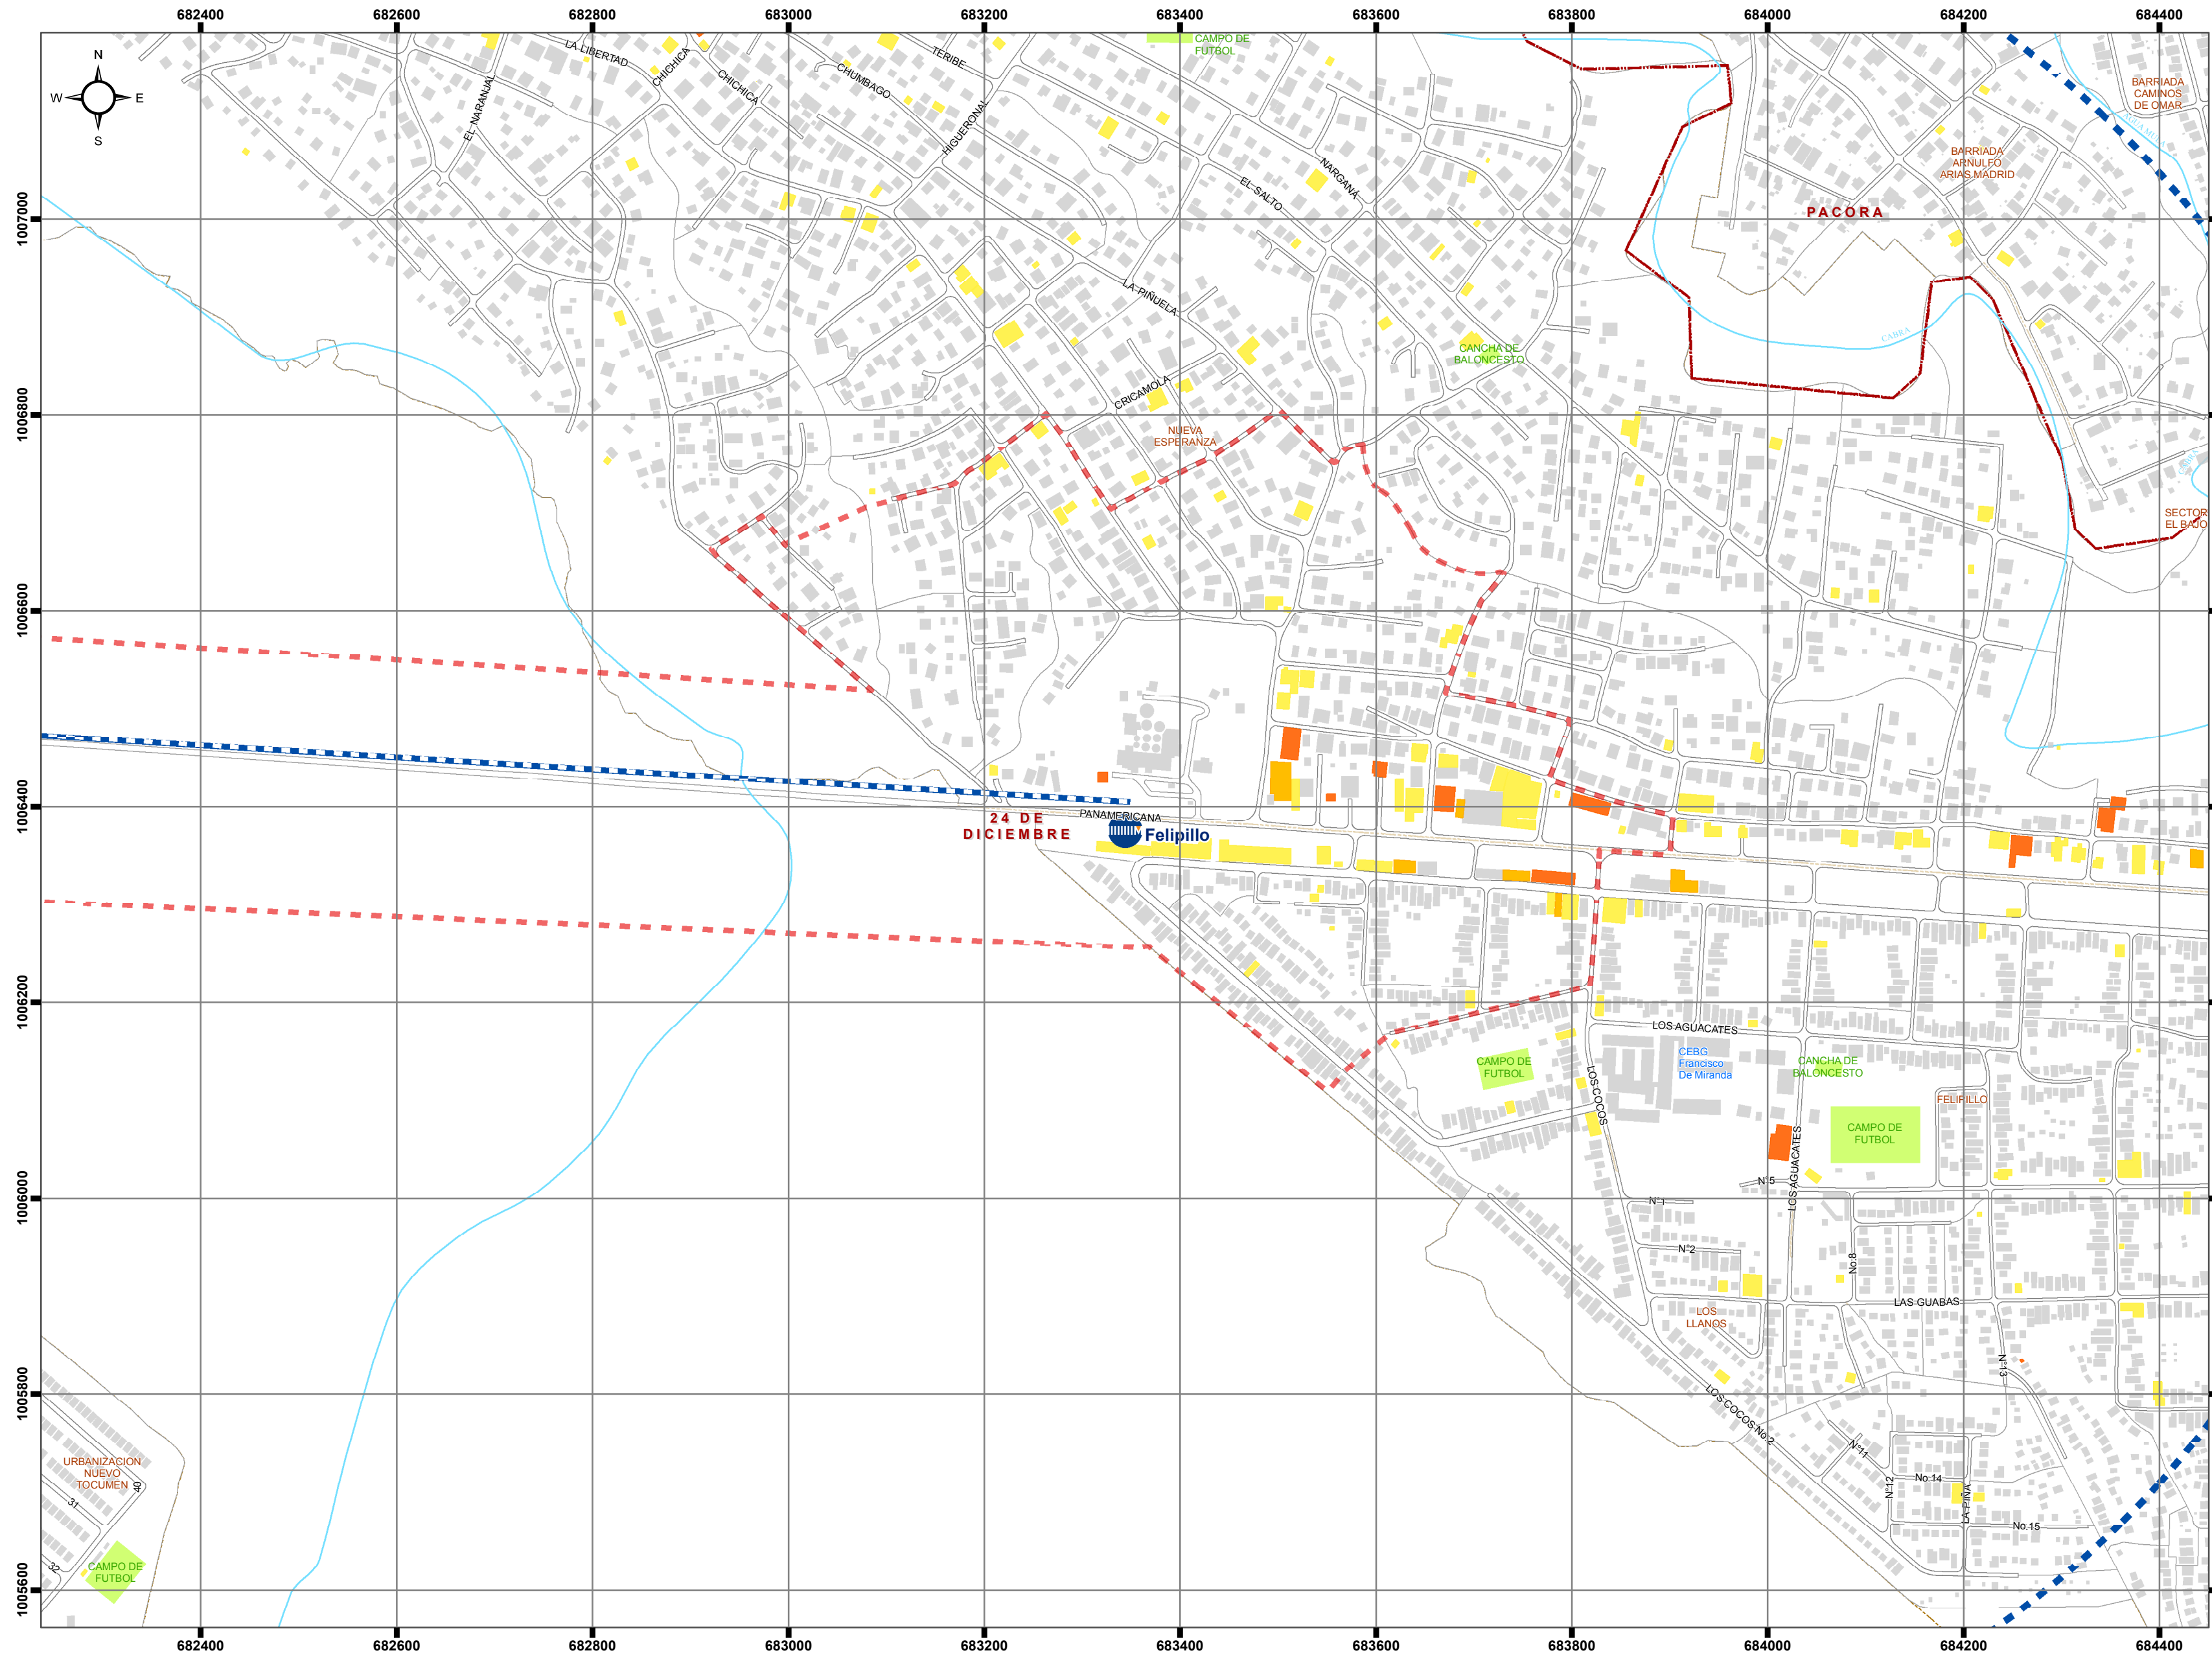 682400 682600 682800 683000 683200 683400 683600 683800 684000 684200 684400
N
W E
S
LA LIBERTAD
CHICHICA
CHICHICA
CHUMBAGO
TERIBE
CAMPO DE
FUTBOL
EL NARANJAL
HIGUERONAL
NARGANÁ
EL SALTO
BARRIADA
CAMINOS
DE OMAR
BARRIADA
ARNULFO
ARIAS MADRID
PACORA
1007000
LA PIÑUELA
CABRA
CANCHA DE
BALONCESTO
CRICAMOLA
1006800
NUEVA
ESPERANZA
CABRA
SECTOR
EL BAJO
1006600
1006400
PANAMERICANA
24 DE
DICIEMBRE
Felipillo
1006200
LOS AGUACATES
CEBG
Francisco
De Miranda
CAMPO DE
FUTBOL
CANCHA DE
BALONCESTO
LOS COCOS
FELIPILLO
CAMPO DE
FUTBOL
LOS AGUACATES
N°5
1006000
N°1
N°2
No.8
LAS GUABAS
LOS
LLANOS
N°13
1005800
LOS COCOS No.2
N°11
URBANIZACION
NUEVO
TOCUMEN
40
31
No.14
N°12
LA PIÑA
No.15
32
CAMPO DE
FUTBOL
1005600
682400 682600 682800 683000 683200 683400 683600 683800 684000 684200 684400